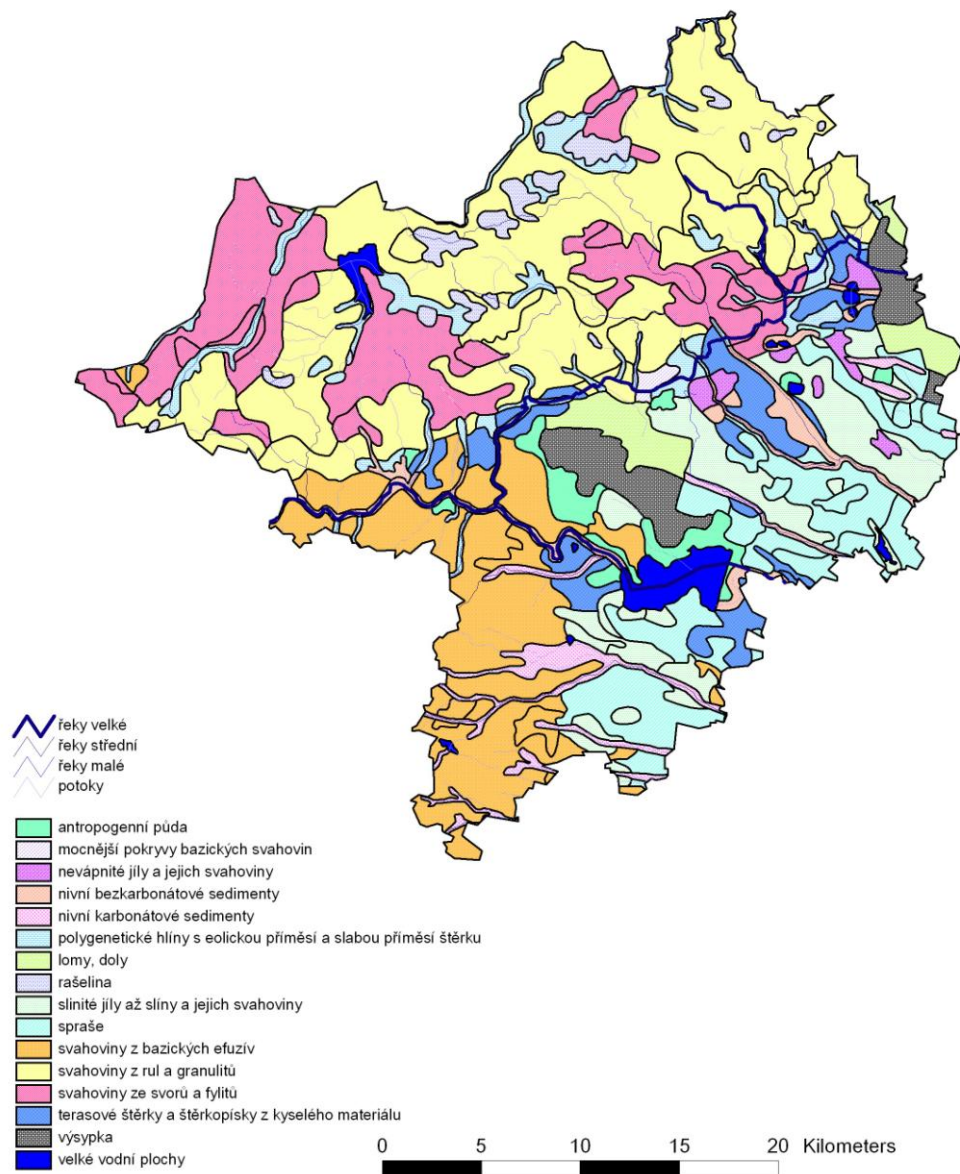 řeky velké
řeky střední
řeky malé
potoky
antropogenní půda
mocnější pokryvy bazických svahovin
nevápnité jíly a jejich svahoviny
nivní bezkarbonátové sedimenty
nivní karbonátové sedimenty
polygenetické hlíny s eolickou příměsí a slabou příměsí štěrku
lomy, doly
rašelina
slinité jíly až slíny a jejich svahoviny
spraše
svahoviny z bazických efuzív
svahoviny z rul a granulitů
svahoviny ze svorů a fylitů
terasové štěrky a štěrkopísky z kyselého materiálu
výsypka
velké vodní plochy
0 5 10 15 20 Kilometers